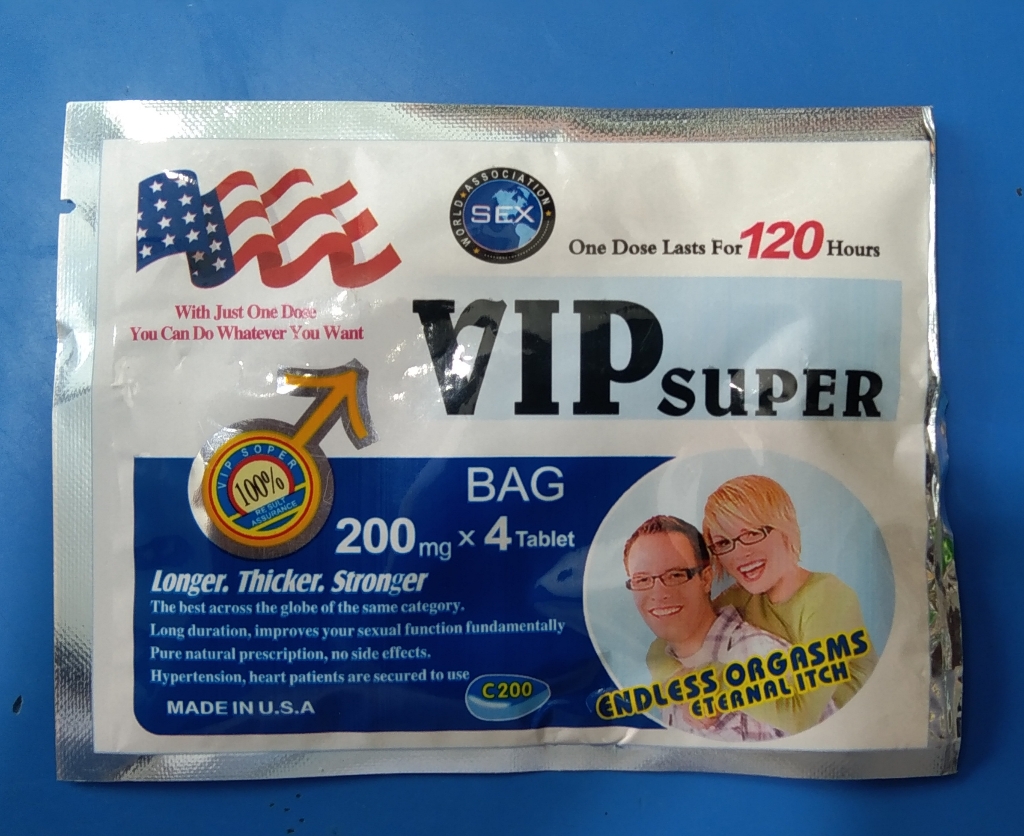 WORLD ASSOCIATION
SEX
One Dose Lasts For 120 Hours
With Just One Dose
You Can Do Whatever You Want
VIP SUPER
VIP SOPER
100%
RESULT
ASSURANCE
BAG
200 mg × 4 Tablet
Longer. Thicker. Stronger
The best across the globe of the same category.
Long duration, improves your sexual function fundamentally
Pure natural prescription, no side effects.
Hypertension, heart patients are secured to use
C200
MADE IN U.S.A
ENDLESS ORGASMS
ETERNAL ITCH